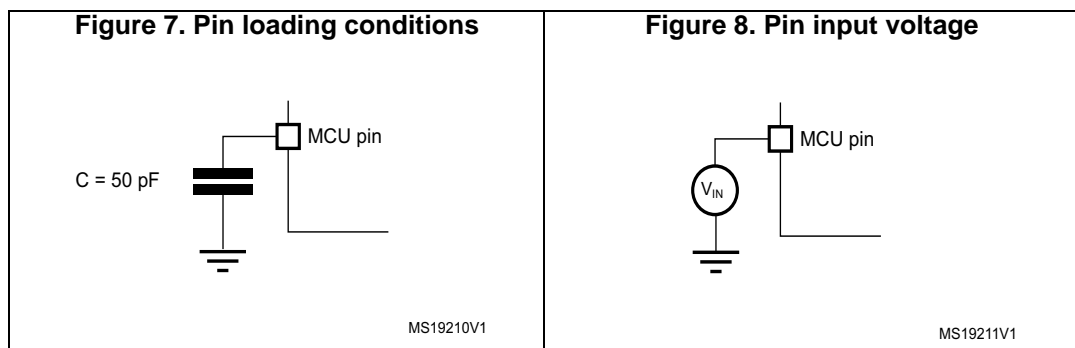 Figure 7. Pin loading conditions
MCU pin
C = 50 pF
MS19210V1
Figure 8. Pin input voltage
MCU pin
VIN
MS19211V1